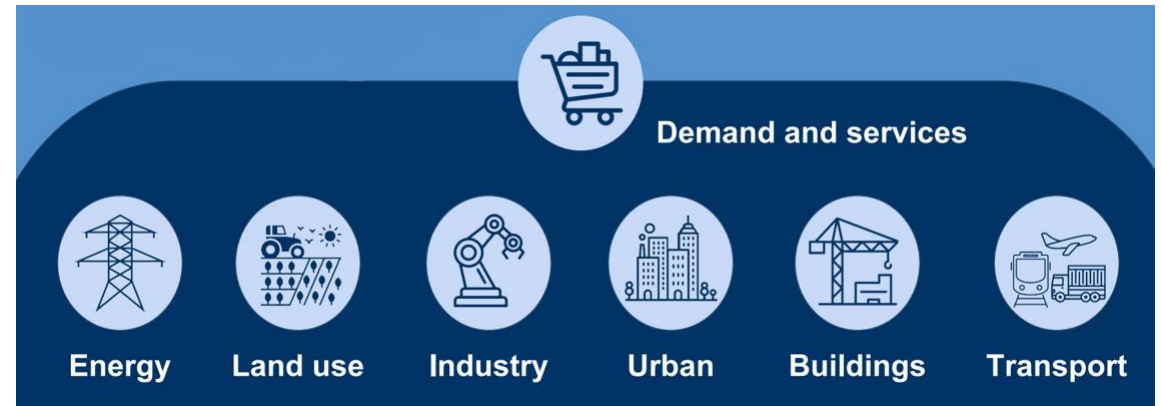 Demand and services
Energy
Land use
Industry
Urban
Buildings
Transport